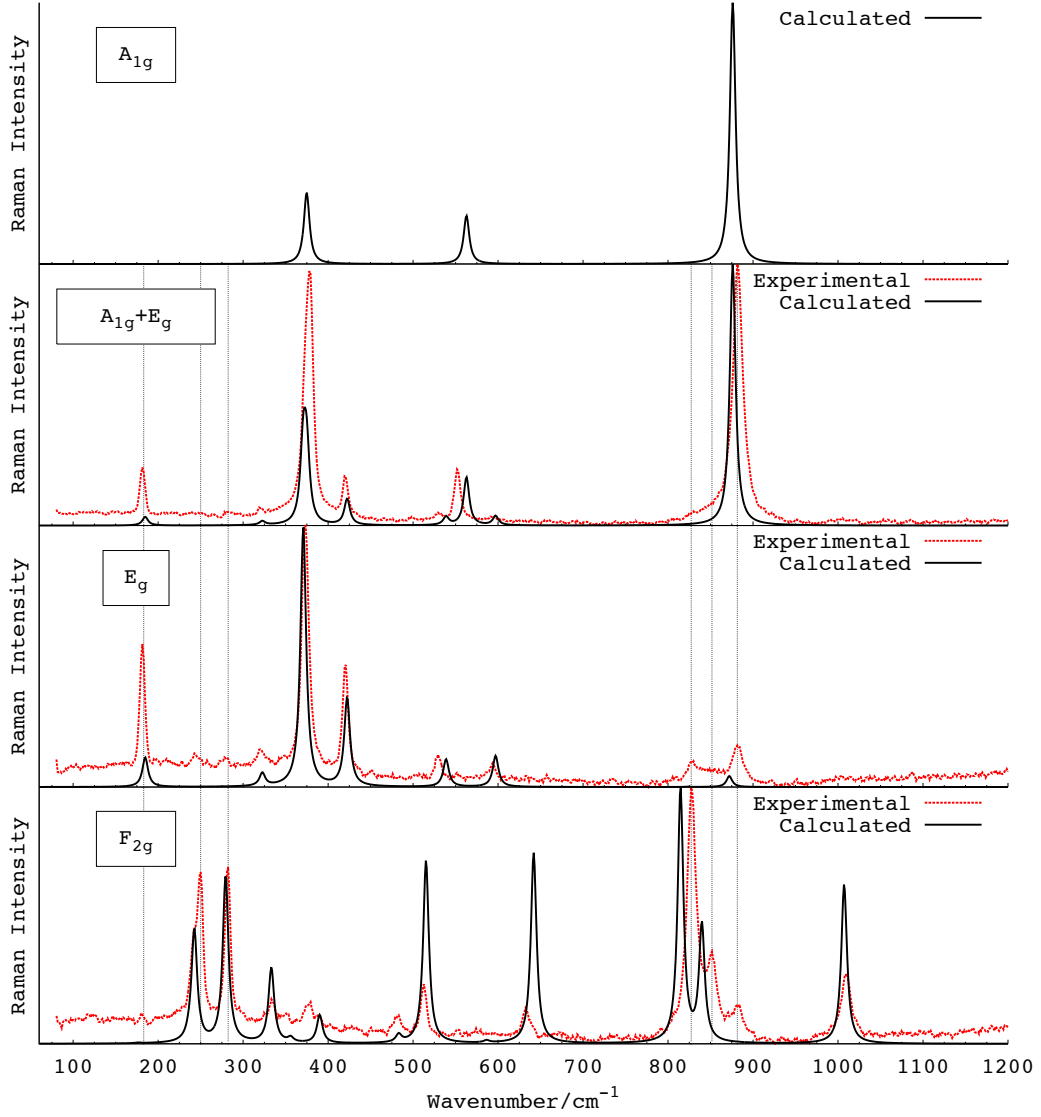 Raman Intensity
A1g
Calculated
Raman Intensity
A1g+Eg
Experimental
Calculated
Raman Intensity
Eg
Experimental
Calculated
Raman Intensity
F2g
Experimental
Calculated
100 200 300 400 500 600 700 800 900 1000 1100 1200
Wavenumber/cm⁻¹